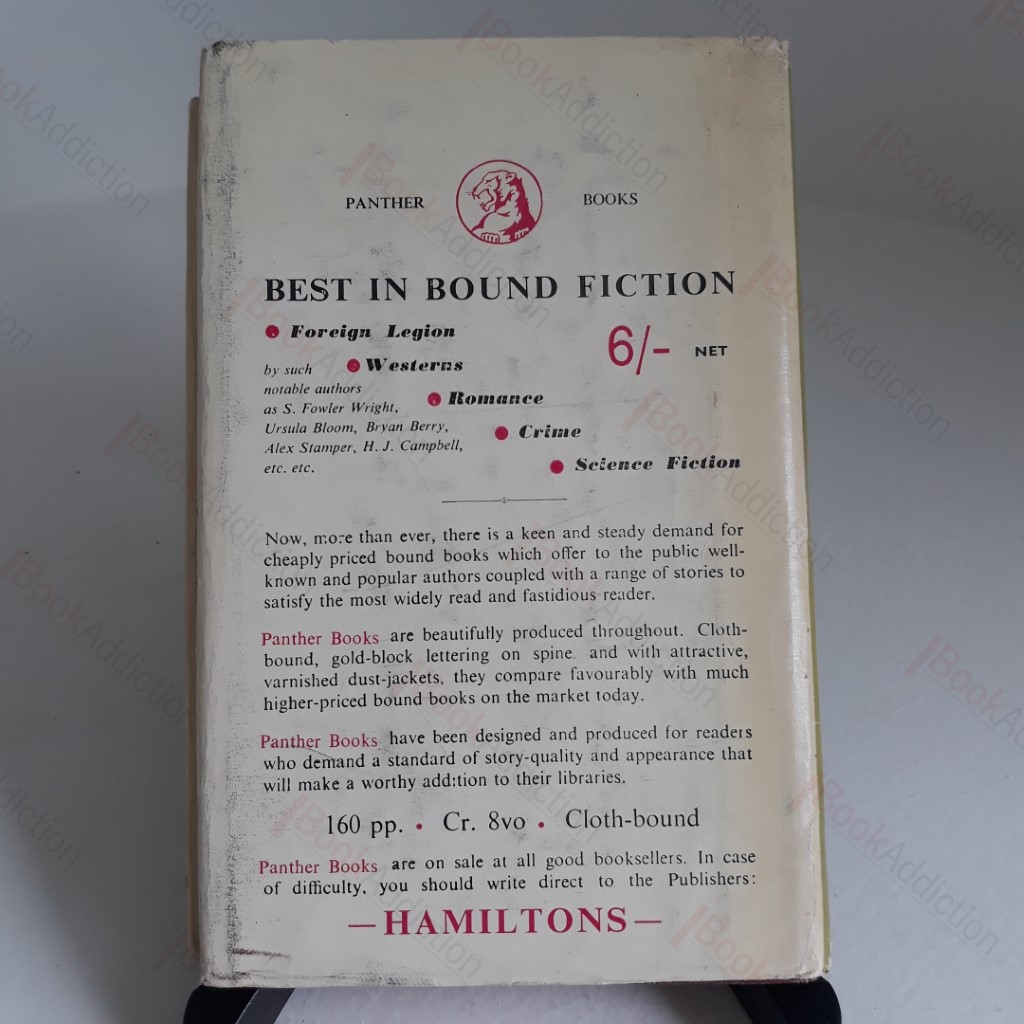 PANTHER BOOKS
BEST IN BOUND FICTION
● Foreign Legion
6/- NET
● Westerns
by such
notable authors
as S. Fowler Wright,
Ursula Bloom, Bryan Berry,
Alex Stamper, H. J. Campbell,
etc. etc.
● Romance
● Crime
● Science Fiction
Now, more than ever, there is a keen and steady demand for
cheaply priced bound books which offer to the public well-
known and popular authors coupled with a range of stories to
satisfy the most widely read and fastidious reader.
Panther Books are beautifully produced throughout. Cloth-
bound, gold-block lettering on spine and with attractive,
varnished dust-jackets, they compare favourably with much
higher-priced bound books on the market today.
Panther Books have been designed and produced for readers
who demand a standard of story-quality and appearance that
will make a worthy addition to their libraries.
160 pp. • Cr. 8vo • Cloth-bound
Panther Books are on sale at all good booksellers. In case
of difficulty, you should write direct to the Publishers:
—HAMILTONS—
BookAddiction